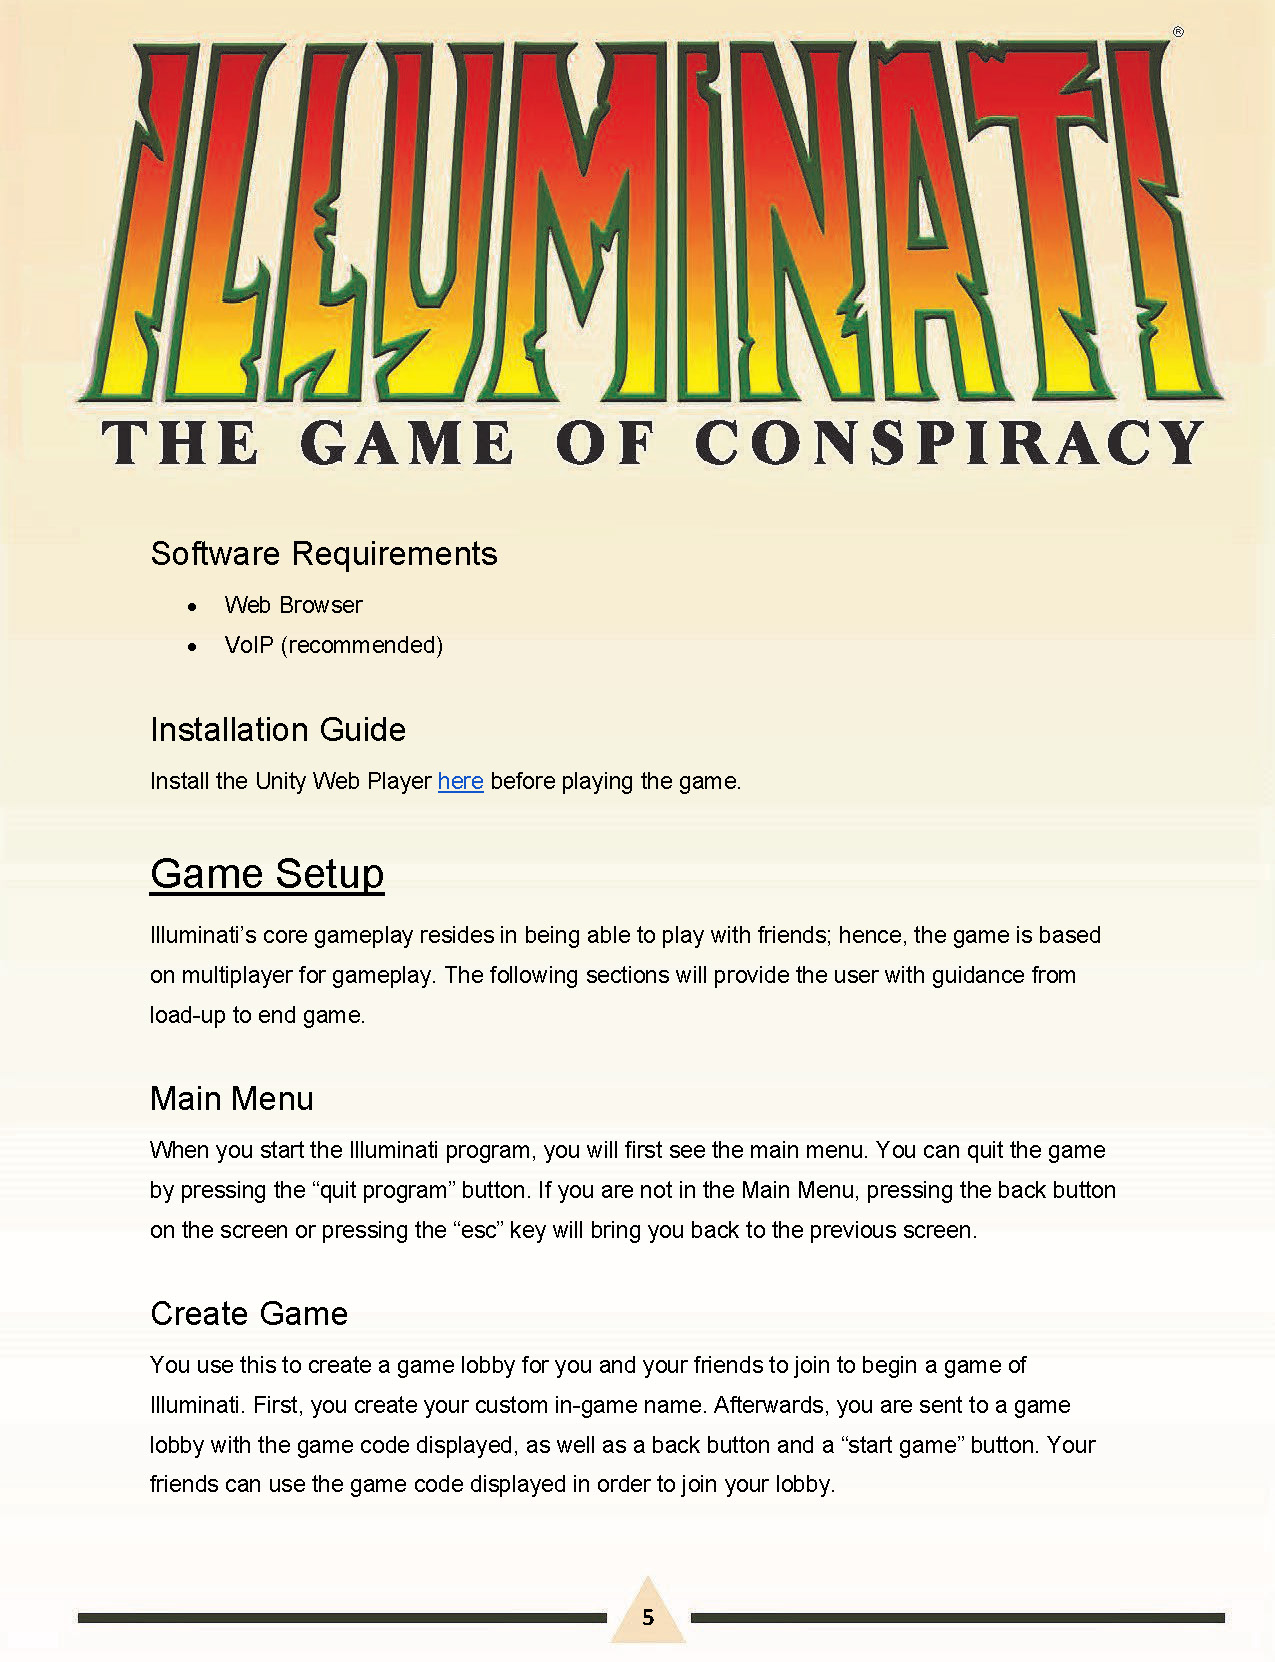 ILLUMINATI®
THE GAME OF CONSPIRACY
Software Requirements
● Web Browser
● VoIP (recommended)
Installation Guide
Install the Unity Web Player here before playing the game.
Game Setup
Illuminati’s core gameplay resides in being able to play with friends; hence, the game is based
on multiplayer for gameplay. The following sections will provide the user with guidance from
load-up to end game.
Main Menu
When you start the Illuminati program, you will first see the main menu. You can quit the game
by pressing the “quit program” button. If you are not in the Main Menu, pressing the back button
on the screen or pressing the “esc” key will bring you back to the previous screen.
Create Game
You use this to create a game lobby for you and your friends to join to begin a game of
Illuminati. First, you create your custom in-game name. Afterwards, you are sent to a game
lobby with the game code displayed, as well as a back button and a “start game” button. Your
friends can use the game code displayed in order to join your lobby.
5